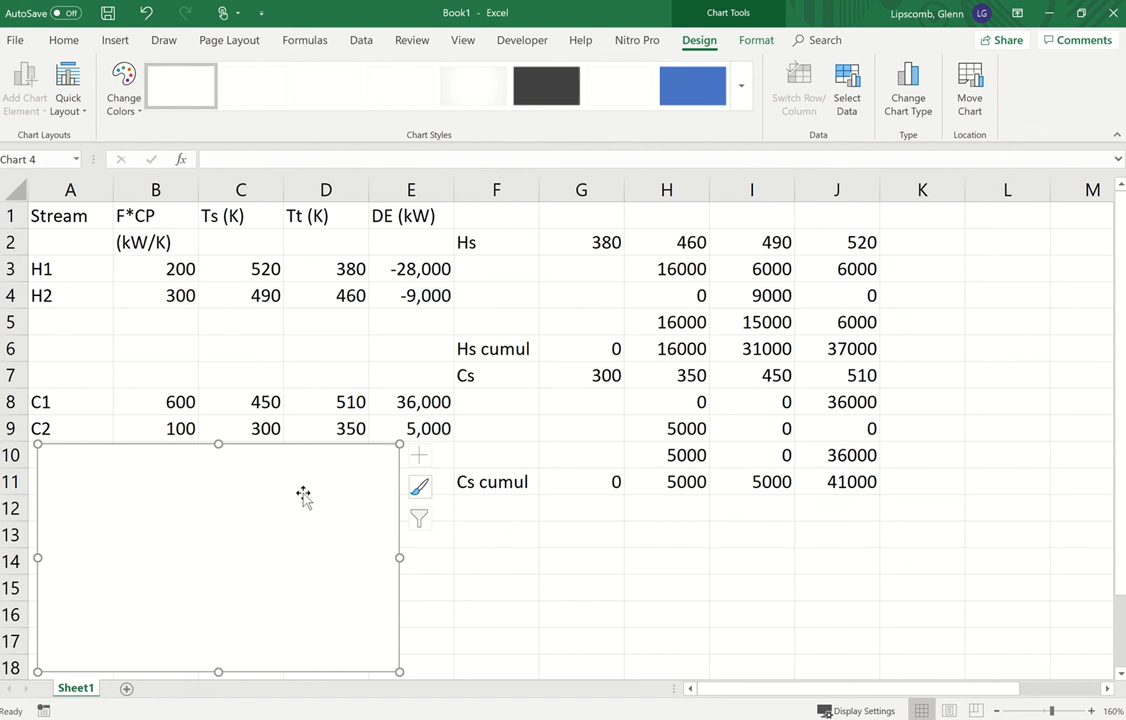 AutoSave Off Book1 - Excel Chart Tools Lipscomb, Glenn LG
File Home Insert Draw Page Layout Formulas Data Review View Developer Help Nitro Pro Design Format Search Share Comments
Add Chart Element Quick Layout Change Colors Switch Row/ Column Select Data Change Chart Type Move Chart
Chart Layouts Chart Styles Data Type Location
Chart 4 fx
A B C D E F G H I J K L M
1 Stream F*CP Ts (K) Tt (K) DE (kW)
2 (kW/K) Hs 380 460 490 520
3 H1 200 520 380 -28,000 16000 6000 6000
4 H2 300 490 460 -9,000 0 9000 0
5 16000 15000 6000
6 Hs cumul 0 16000 31000 37000
7 Cs 300 350 450 510
8 C1 600 450 510 36,000 0 0 36000
9 C2 100 300 350 5,000 5000 0 0
10 5000 0 36000
11 Cs cumul 0 5000 5000 41000
12
13
14
15
16
17
18
Sheet1
Ready Display Settings 160%